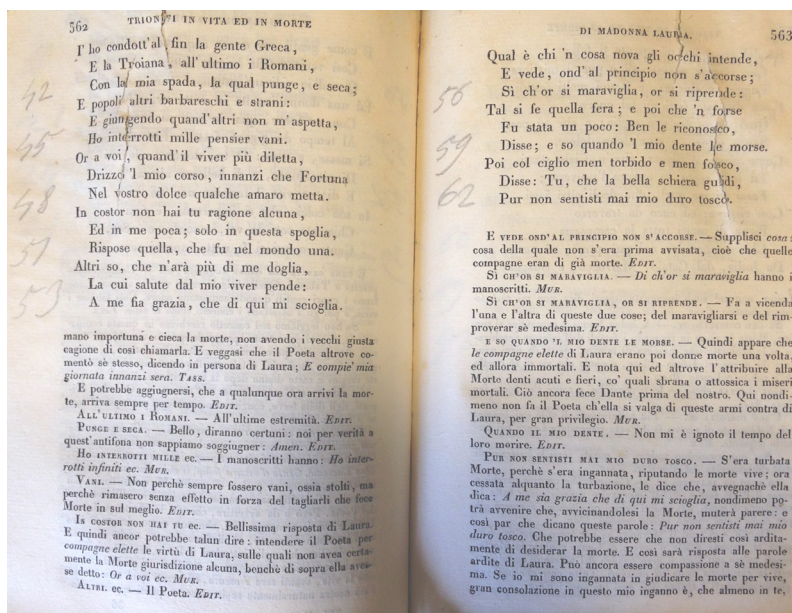 562 TRIONFI IN VITA ED IN MORTE
I' ho condott'al fin la gente Greca,
E la Troiana, all'ultimo i Romani,
Con la mia spada, la qual punge, e seca;
E popoli altri barbareschi e strani:
E giungendo quand'altri non m'aspetta,
Ho interrotti mille pensier vani.
Or a voi, quand'il viver più diletta,
Drizzo 'l mio corso, innanzi che Fortuna
Nel vostro dolce qualche amaro metta.
In costor non hai tu ragione alcuna,
Ed in me poca; solo in questa spoglia,
Rispose quella, che fu nel mondo una.
Altri so, che n'arà più di me doglia,
La cui salute dal mio viver pende:
A me fia grazia, che di qui mi scioglia.
42
45
48
51
53
mano importuna e cieca la morte, non avendo i vecchi giusta
cagione di così chiamarla. E veggasi che il Poeta altrove co-
mentò sè stesso, dicendo in persona di Laura; E compie' mia
giornata innanzi sera. TASS.
E potrebbe aggiugnersi, che a qualunque ora arrivi la mor-
te, arriva sempre per tempo. EDIT.
ALL'ULTIMO I ROMANI. — All'ultime estremità. EDIT.
PUNGE E SECA. — Bello, diranno certuni: noi per verità a
quest'antifona non sappiamo soggiugner: Amen. EDIT.
HO INTERROTTI MILLE ec. — I manoscritti hanno: Ho inter-
rotti infiniti ec. MUR.
VANI. — Non perchè sempre fossero vani, ossia stolti, ma
perchè rimasero senza effetto in forza del tagliarli che fece
Morte in sul meglio. EDIT.
IN COSTOR NON HAI TU ec. — Bellissima risposta di Laura.
E quindi ancor potrebbe talun dire: intendere il Poeta per
compagne elette le virtù di Laura, sulle quali non avea certa-
mente la Morte giurisdizione alcuna, benchè di sopra ella aves-
se detto: Or a voi ec. MUR.
ALTRI. ec. — Il Poeta. EDIT.
DI MADONNA LAURA. 563
Qual è chi 'n cosa nova gli occhi intende,
E vede, ond'al principio non s'accorse;
Sì ch'or si maraviglia, or si riprende:
Tal si fe quella fera; e poi che 'n forse
Fu stata un poco: Ben le riconosco,
Disse; e so quando 'l mio dente le morse.
Poi col ciglio men torbido e men fosco,
Disse: Tu, che la bella schiera guidi,
Pur non sentisti mai mio duro tosco.
56
59
62
E VEDE OND'AL PRINCIPIO NON S'ACCORSE. — Supplisci cosa:
cosa della quale non s'era prima avvisata, cioè che quelle
compagne eran di già morte. EDIT.
SÌ CH'OR SI MARAVIGLIA. — Di ch'or si maraviglia hanno i
manoscritti. MUR.
SÌ CH'OR SI MARAVIGLIA, OR SI RIPRENDE. — Fa a vicenda
l'una e l'altra di queste due cose; del maravigliarsi e del rim-
proverar sè medesima. EDIT.
E SO QUANDO 'L MIO DENTE LE MORSE. — Quindi appare che
le compagne elette di Laura erano poi donne morte una volta,
ed allora immortali. E nota qui ed altrove l'attribuire alla
Morte denti acuti e fieri, co' quali sbrana o attossica i miseri
mortali. Ciò ancora fece Dante prima del nostro. Qui nondi-
meno non fa il Poeta ch'ella si valga di queste armi contra di
Laura, per gran privilegio. MUR.
QUANDO IL MIO DENTE. — Non mi è ignoto il tempo del
loro morire. EDIT.
PUR NON SENTISTI MAI MIO DURO TOSCO. — S'era turbata
Morte, perchè s'era ingannata, riputando le morte vive; ora
cessata alquanto la turbazione, le dice che, avvegnachè ella
dica: A me sia grazia che di qui mi scioglia, nondimeno po-
trà avvenire che, avvicinandolesi la Morte, muterà parere: e
così par che dicano queste parole: Pur non sentisti mai mio
duro tosco. Che potrebbe essere che non diresti così ardita-
mente di desiderar la morte. E così sarà risposta alle parole
ardite di Laura. Può ancora essere compassione a sè medesi-
ma. Se io mi sono ingannata in giudicare le morte per vive,
gran consolazione in questo mio inganno è, che almeno in te,